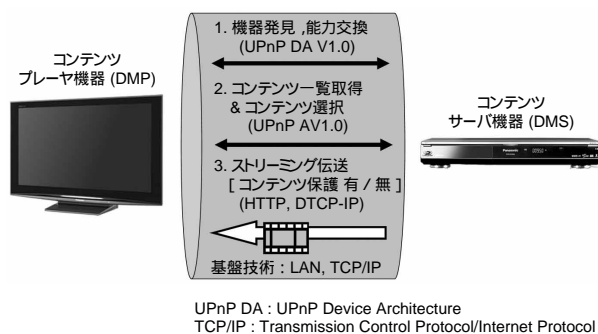 コンテンツ
プレーヤ機器 (DMP)
1. 機器発見 ,能力交換
(UPnP DA V1.0)
2. コンテンツ一覧取得
& コンテンツ選択
(UPnP AV1.0)
3. ストリーミング伝送
[ コンテンツ保護 有 / 無 ]
(HTTP, DTCP-IP)
基盤技術 : LAN, TCP/IP
コンテンツ
サーバ機器 (DMS)
Panasonic
UPnP DA : UPnP Device Architecture
TCP/IP : Transmission Control Protocol/Internet Protocol